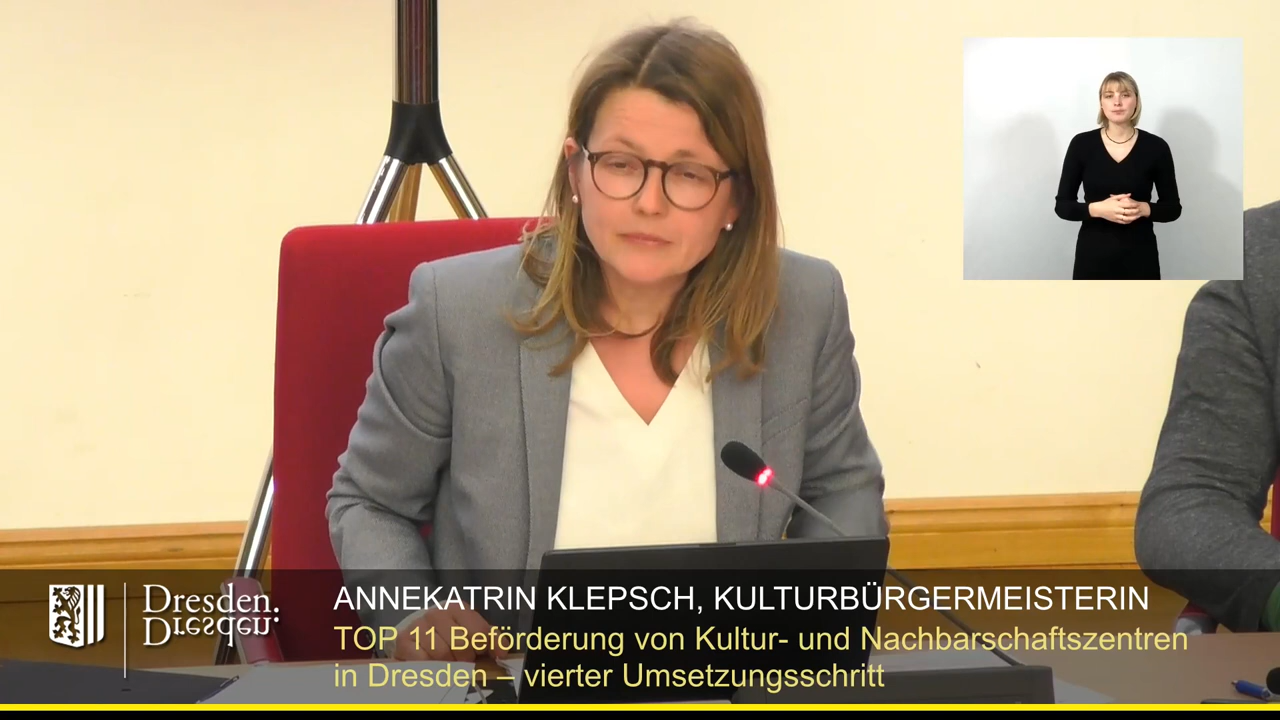 Dresden.
Dresden.
ANNEKATRIN KLEPSCH, KULTURBÜRGERMEISTERIN
TOP 11 Beförderung von Kultur- und Nachbarschaftszentren
in Dresden – vierter Umsetzungsschritt